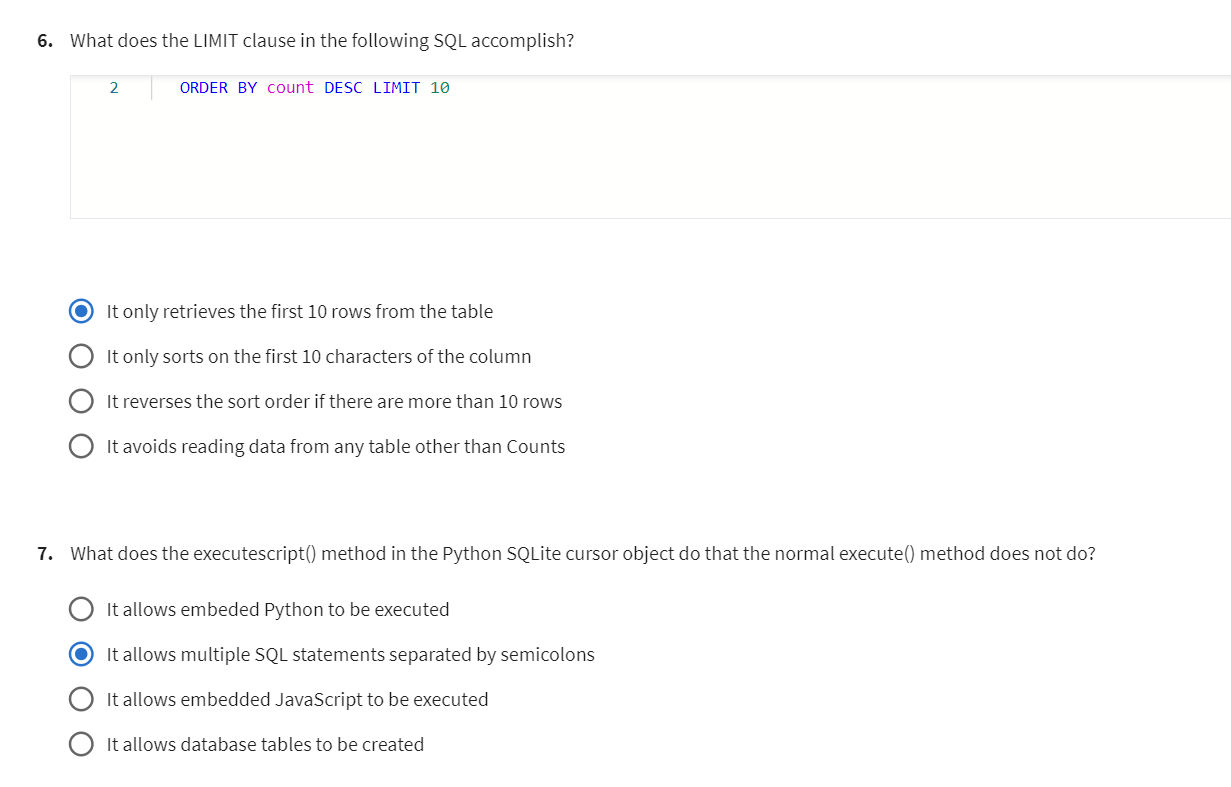 6. What does the LIMIT clause in the following SQL accomplish?
2 ORDER BY count DESC LIMIT 10
It only retrieves the first 10 rows from the table
It only sorts on the first 10 characters of the column
It reverses the sort order if there are more than 10 rows
It avoids reading data from any table other than Counts
7. What does the executescript() method in the Python SQLite cursor object do that the normal execute() method does not do?
It allows embeded Python to be executed
It allows multiple SQL statements separated by semicolons
It allows embedded JavaScript to be executed
It allows database tables to be created